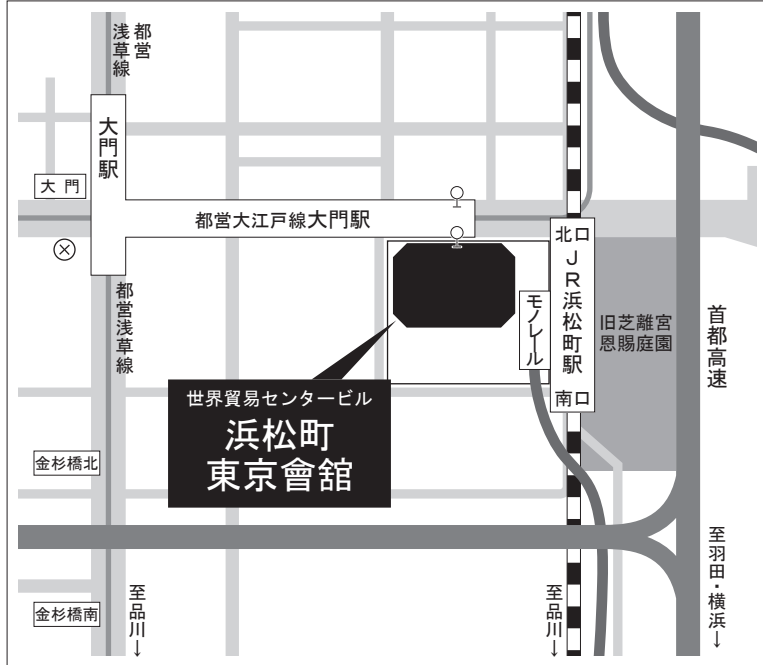 都営
浅草線
大門駅
大門
都営大江戸線大門駅
北口
JR浜松町駅
南口
モノレール
旧芝離宮
恩賜庭園
首都高速
都営浅草線
世界貿易センタービル
浜松町
東京會舘
金杉橋北
金杉橋南
至品川→
至品川→
至羽田・横浜→